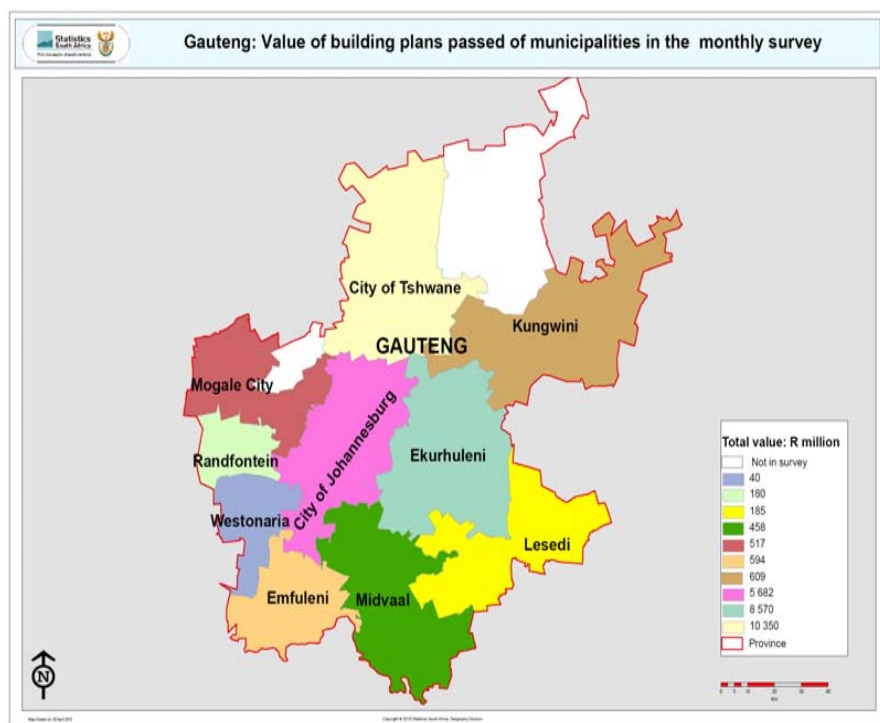 Statistics
South Africa
Gauteng: Value of building plans passed of municipalities in the monthly survey
City of Tshwane
Kungwini
GAUTENG
Mogale City
City of Johannesburg
Ekurhuleni
Randfontein
Westonaria
Lesedi
Emfuleni
Midvaal
Total value: R million
Not in survey
40
180
185
458
517
594
609
5 682
8 570
10 350
Province
N